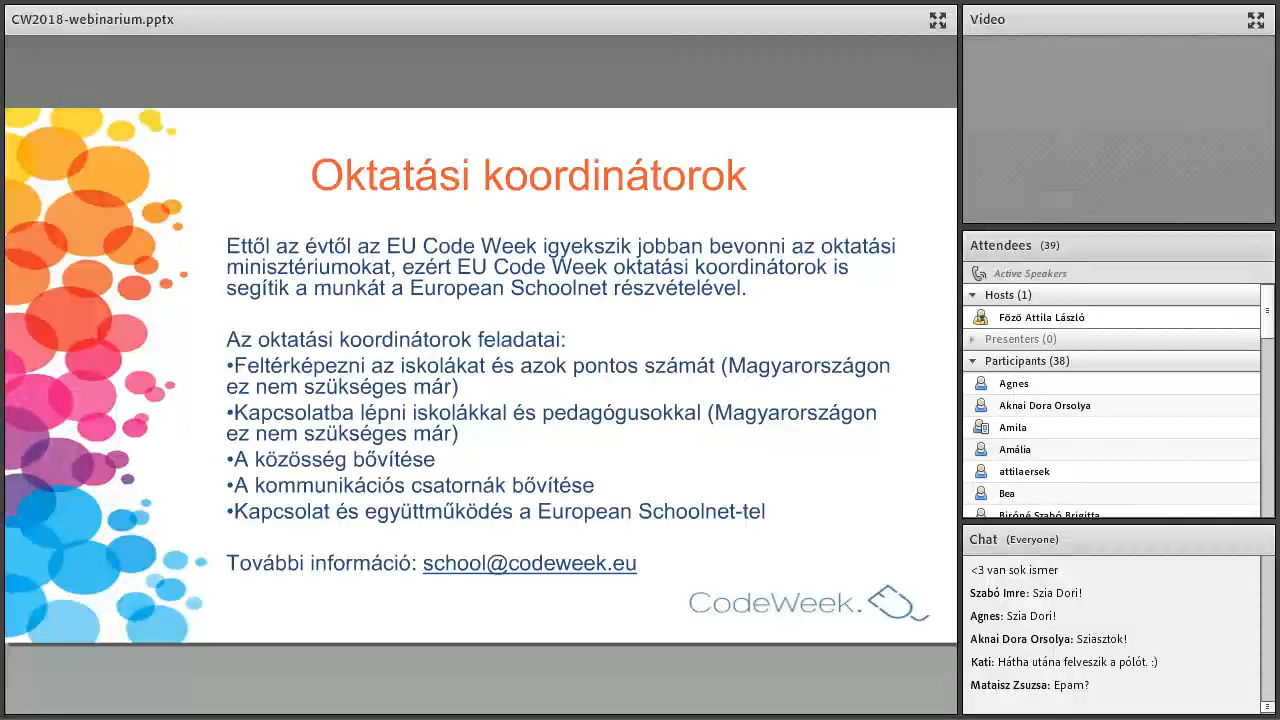 CW2018-webinarium.pptx
Oktatási koordinátorok
Ettől az évtől az EU Code Week igyekszik jobban bevonni az oktatási
minisztériumokat, ezért EU Code Week oktatási koordinátorok is
segítik a munkát a European Schoolnet részvételével.
Az oktatási koordinátorok feladatai:
•Feltérképezni az iskolákat és azok pontos számát (Magyarországon
ez nem szükséges már)
•Kapcsolatba lépni iskolákkal és pedagógusokkal (Magyarországon
ez nem szükséges már)
•A közösség bővítése
•A kommunikációs csatornák bővítése
•Kapcsolat és együttműködés a European Schoolnet-tel
További információ: school@codeweek.eu
CodeWeek.
Video
Attendees (39)
Active Speakers
Hosts (1)
Főző Attila László
Presenters (0)
Participants (38)
Agnes
Aknai Dora Orsolya
Amila
Amália
attilaersek
Bea
Bíróné Szabó Brigitta
Chat (Everyone)
<3 van sok ismer
Szabó Imre: Szia Dori!
Agnes: Szia Dori!
Aknai Dora Orsolya: Sziasztok!
Kati: Hátha utána felveszik a pólót. :)
Mataisz Zsuzsa: Epam?